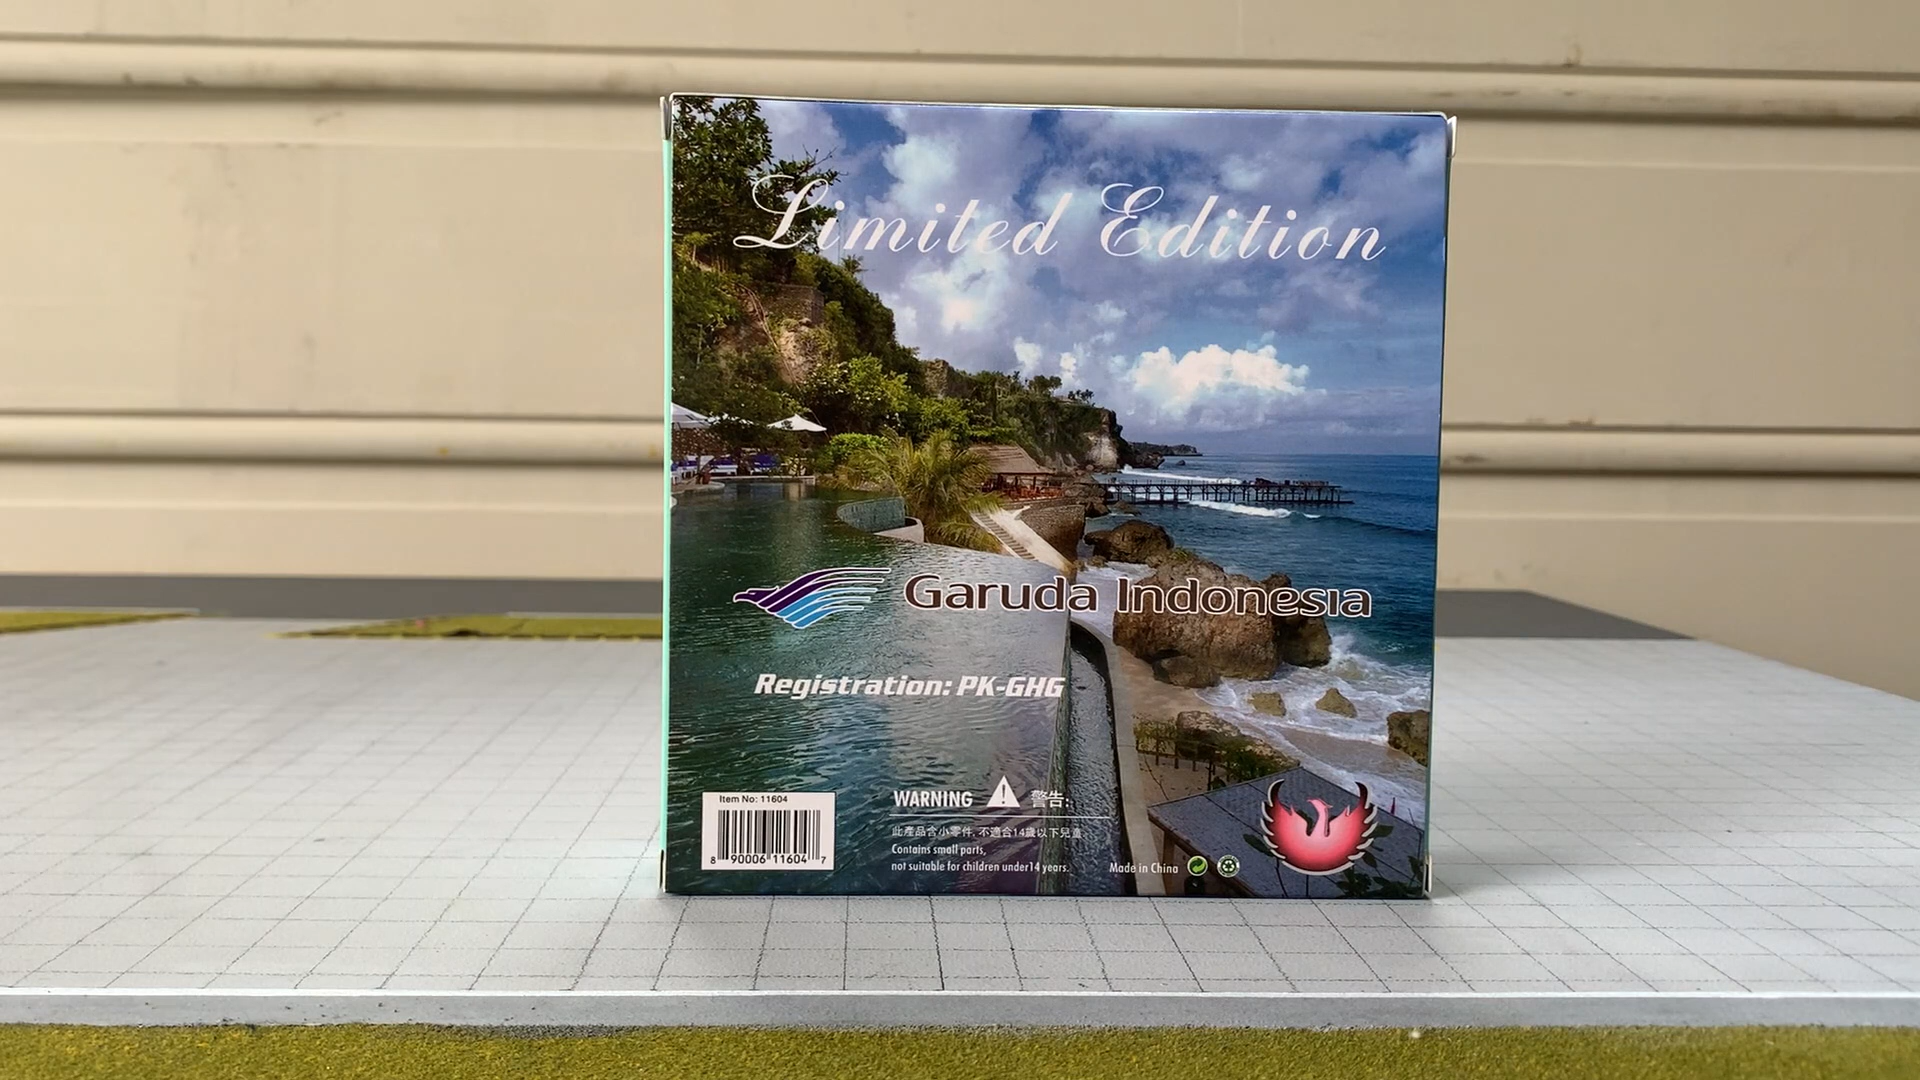 Limited Edition
Garuda Indonesia
Registration: PK-GHG
Item No: 11604
8 90006 11604 7
WARNING 警告:
此產品含小零件, 不適合14歲以下兒童
Contains small parts,
not suitable for children under14 years.
Made in China